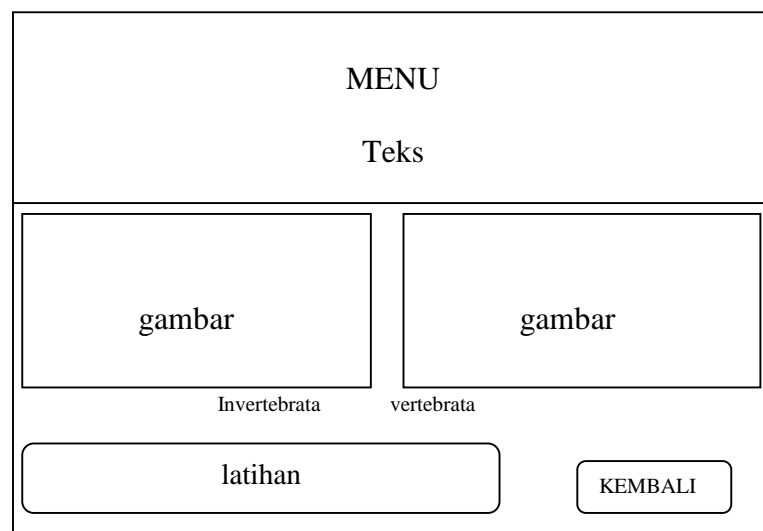 MENU
Teks
gambar gambar
Invertebrata vertebrata
latihan
KEMBALI